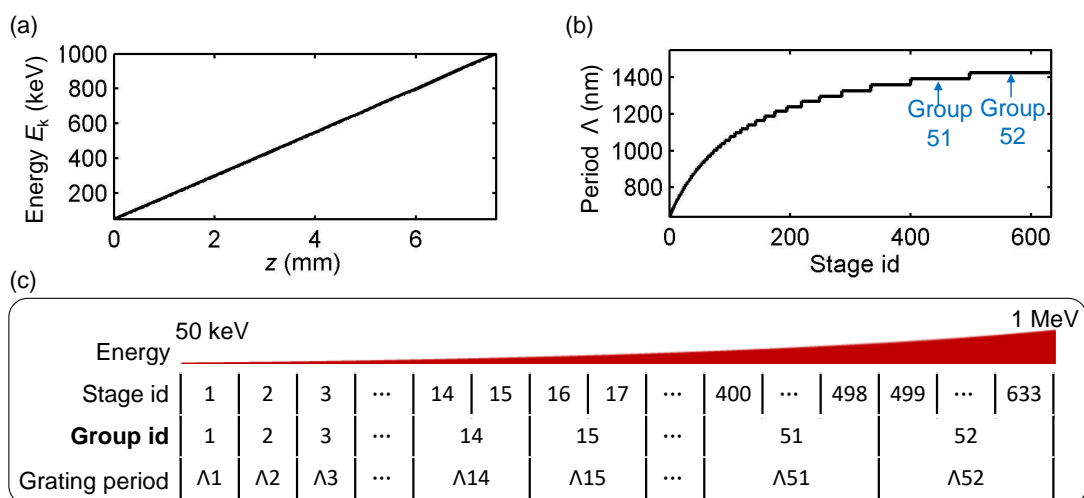 (a)
Energy Ek (keV)
1000
800
600
400
200
0
2
4
6
z (mm)
(b)
Period Λ (nm)
1400
1200
1000
800
Group
51
Group
52
0
200
400
600
Stage id
(c)
50 keV
1 MeV
Energy
Stage id 1 2 3 ... 14 15 16 17 ... 400 ... 498 499 ... 633
Group id 1 2 3 ... 14 15 ... 51 52
Grating period Λ1 Λ2 Λ3 ... Λ14 Λ15 ... Λ51 Λ52